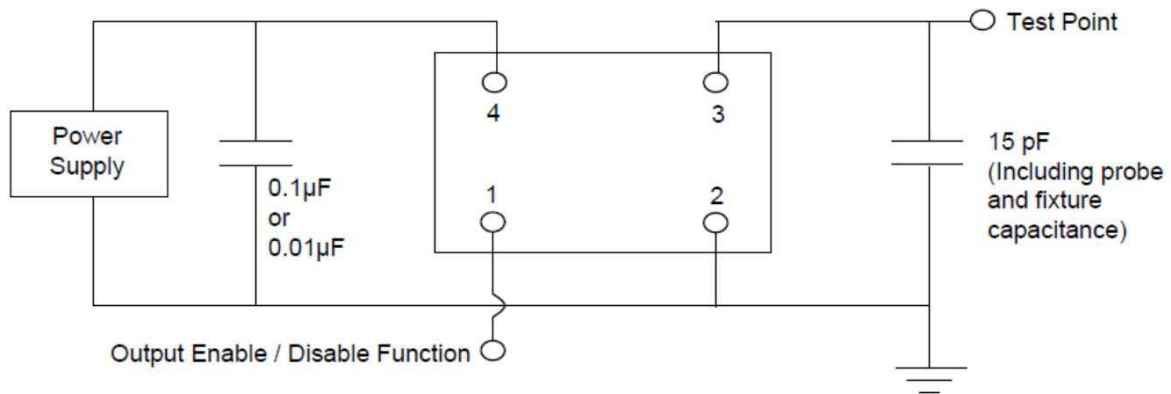 Test Point
4
3
Power
Supply
15 pF
(Including probe
and fixture
capacitance)
0.1µF
or
0.01µF
1
2
Output Enable / Disable Function